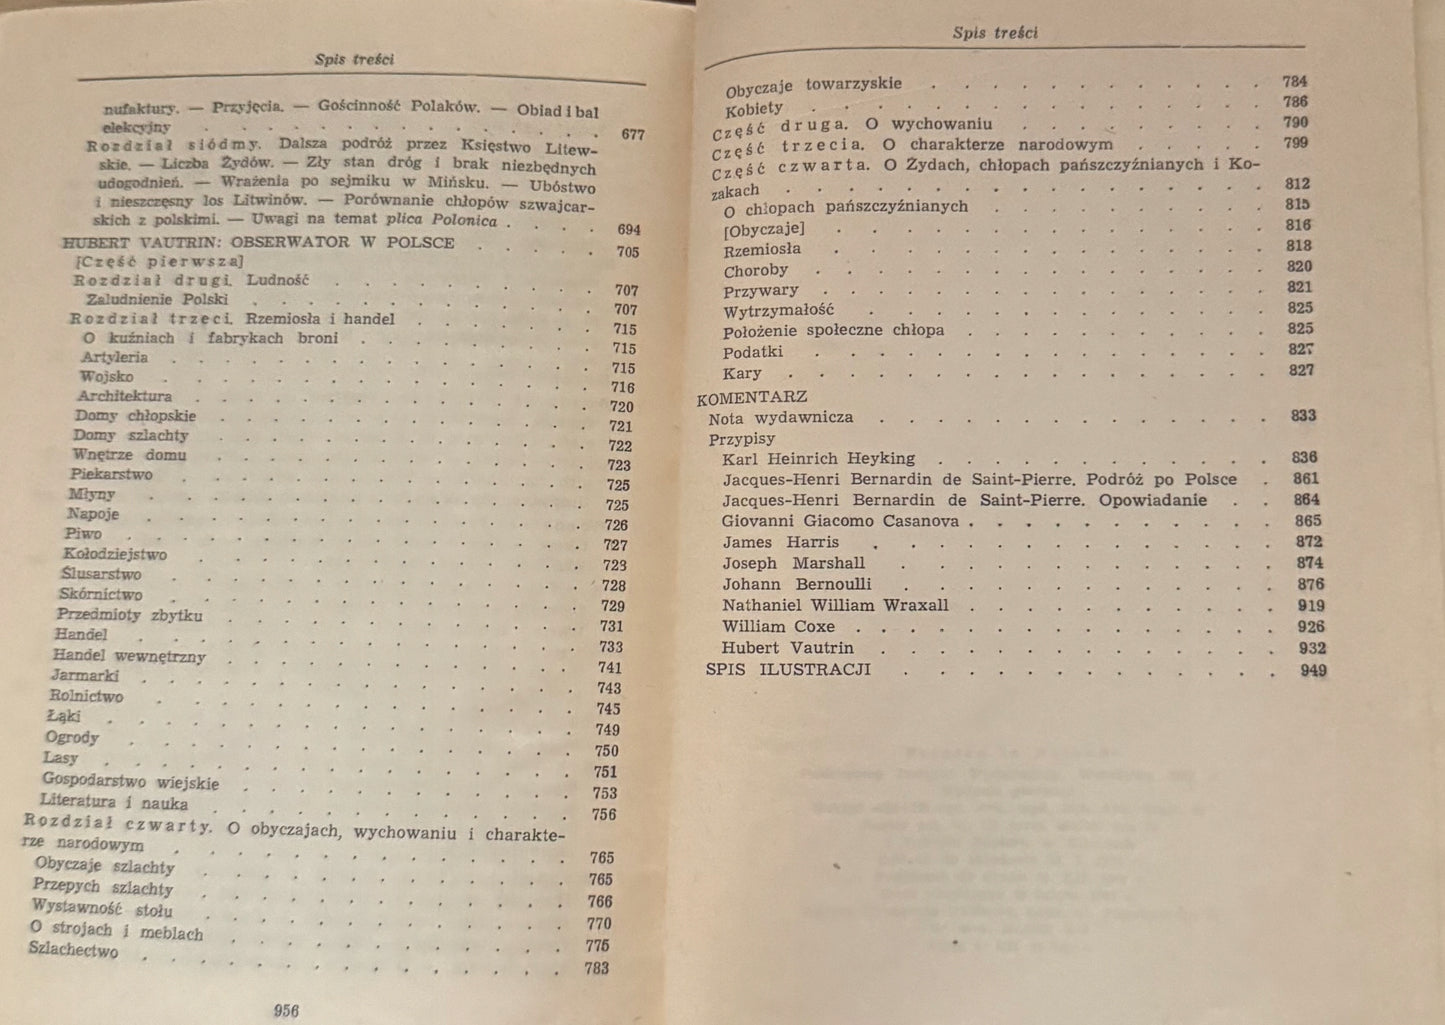 Spis treści
nufaktury. — Przyjęcia. — Gościnność Polaków. — Obiad i bal
elekcyjny . . . . . . . . . . 677
Rozdział siódmy. Dalsza podróż przez Księstwo Litew-
skie. — Liczba Żydów. — Zły stan dróg i brak niezbędnych
udogodnień. — Wrażenia po sejmiku w Mińsku. — Ubóstwo
i nieszczęsny los Litwinów. — Porównanie chłopów szwajcar-
skich z polskimi. — Uwagi na temat plica Polonica . . . . 694
HUBERT VAUTRIN: OBSERWATOR W POLSCE . . . . 705
[Część pierwsza]
Rozdział drugi. Ludność . . . . . . . . 707
Zaludnienie Polski . . . . . . . . . . 707
Rozdział trzeci. Rzemiosła i handel . . . . . . 715
O kuźniach i fabrykach broni . . . . . . . 715
Artyleria . . . . . . . . . . . . 715
Wojsko . . . . . . . . . . . . 716
Architektura . . . . . . . . . . . 720
Domy chłopskie . . . . . . . . . . 721
Domy szlachty . . . . . . . . . . 722
Wnętrze domu . . . . . . . . . . 723
Piekarstwo . . . . . . . . . . . 725
Młyny . . . . . . . . . . . . 725
Napoje . . . . . . . . . . . . 726
Piwo . . . . . . . . . . . . 727
Kołodziejstwo . . . . . . . . . . 723
Ślusarstwo . . . . . . . . . . . 728
Skórnictwo . . . . . . . . . . . 729
Przedmioty zbytku . . . . . . . . . 731
Handel . . . . . . . . . . . . 733
Handel wewnętrzny . . . . . . . . . 741
Jarmarki . . . . . . . . . . . . 743
Rolnictwo . . . . . . . . . . . 745
Łąki . . . . . . . . . . . . 749
Ogrody . . . . . . . . . . . . 750
Lasy . . . . . . . . . . . . 751
Gospodarstwo wiejskie . . . . . . . . 753
Literatura i nauka . . . . . . . . . 756
Rozdział czwarty. O obyczajach, wychowaniu i charakte-
rze narodowym . . . . . . . . . . 765
Obyczaje szlachty . . . . . . . . . 765
Przepych szlachty . . . . . . . . . 766
Wystawność stołu . . . . . . . . . 770
O strojach i meblach . . . . . . . . 775
Szlachectwo . . . . . . . . . . . 783
956
Spis treści
Obyczaje towarzyskie . . . . . . . . . 784
Kobiety . . . . . . . . . . . . 786
Część druga. O wychowaniu . . . . . . . 790
Część trzecia. O charakterze narodowym . . . . . 799
Część czwarta. O Żydach, chłopach pańszczyźnianych i Ko-
zakach . . . . . . . . . . . . 812
O chłopach pańszczyźnianych . . . . . . . 815
[Obyczaje] . . . . . . . . . . . 816
Rzemiosła . . . . . . . . . . . 818
Choroby . . . . . . . . . . . . 820
Przywary . . . . . . . . . . . 821
Wytrzymałość . . . . . . . . . . 825
Położenie społeczne chłopa . . . . . . . 825
Podatki . . . . . . . . . . . . 827
Kary . . . . . . . . . . . . 827
KOMENTARZ
Nota wydawnicza . . . . . . . . . . 833
Przypisy
Karl Heinrich Heyking . . . . . . . . 836
Jacques-Henri Bernardin de Saint-Pierre. Podróż po Polsce . 861
Jacques-Henri Bernardin de Saint-Pierre. Opowiadanie . . 864
Giovanni Giacomo Casanova . . . . . . . . 865
James Harris . . . . . . . . . . . 872
Joseph Marshall . . . . . . . . . . 874
Johann Bernoulli . . . . . . . . . . 876
Nathaniel William Wraxall . . . . . . . . 919
William Coxe . . . . . . . . . . . 926
Hubert Vautrin . . . . . . . . . . 932
SPIS ILUSTRACJI . . . . . . . . . . 949